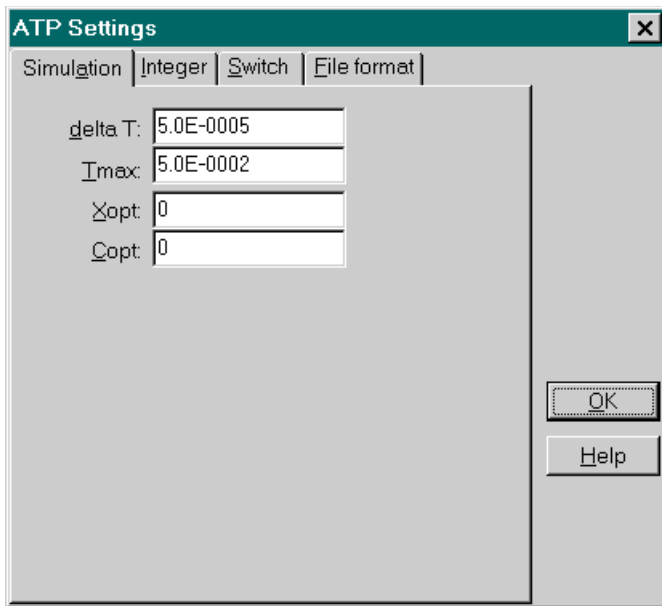 ATP Settings
Simulation Integer Switch File format
delta T: 5.0E-0005
Tmax: 5.0E-0002
Xopt: 0
Copt: 0
OK
Help